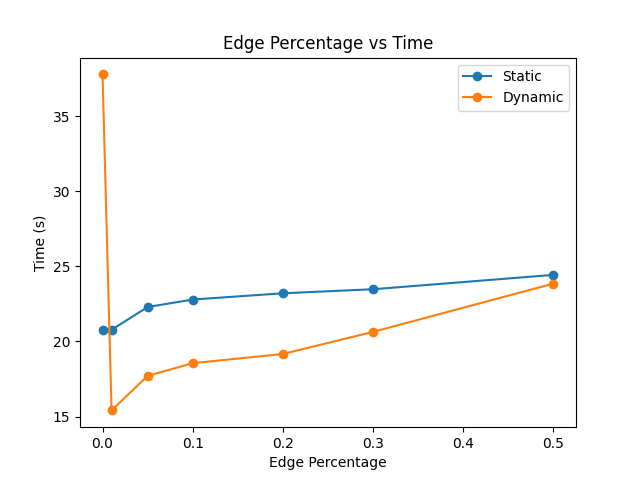 Edge Percentage vs Time
Static
Dynamic
Time (s)
35
30
25
20
15
0.0 0.1 0.2 0.3 0.4 0.5
Edge Percentage